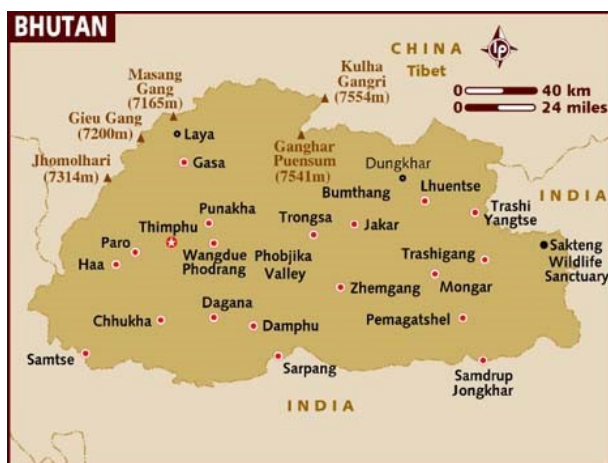 BHUTAN
CHINA
Tibet
lp
0 40 km
0 24 miles
Masang
Gang
(7165m)
Kulha
Gangri
(7554m)
Gieu Gang
(7200m)
Laya
Jhomolhari
(7314m)
Gasa
Ganghar
Puensum
(7541m)
Dungkhar
Bumthang
Lhuentse
INDIA
Trashi
Yangtse
Punakha
Thimphu
Trongsa
Jakar
Paro
Haa
Wangdue
Phodrang
Phobjika
Valley
Trashigang
Sakteng
Wildlife
Sanctuary
Mongar
Zhemgang
Dagana
Chhukha
Damphu
Pemagatshel
Samtse
Sarpang
Samdrup
Jongkhar
INDIA